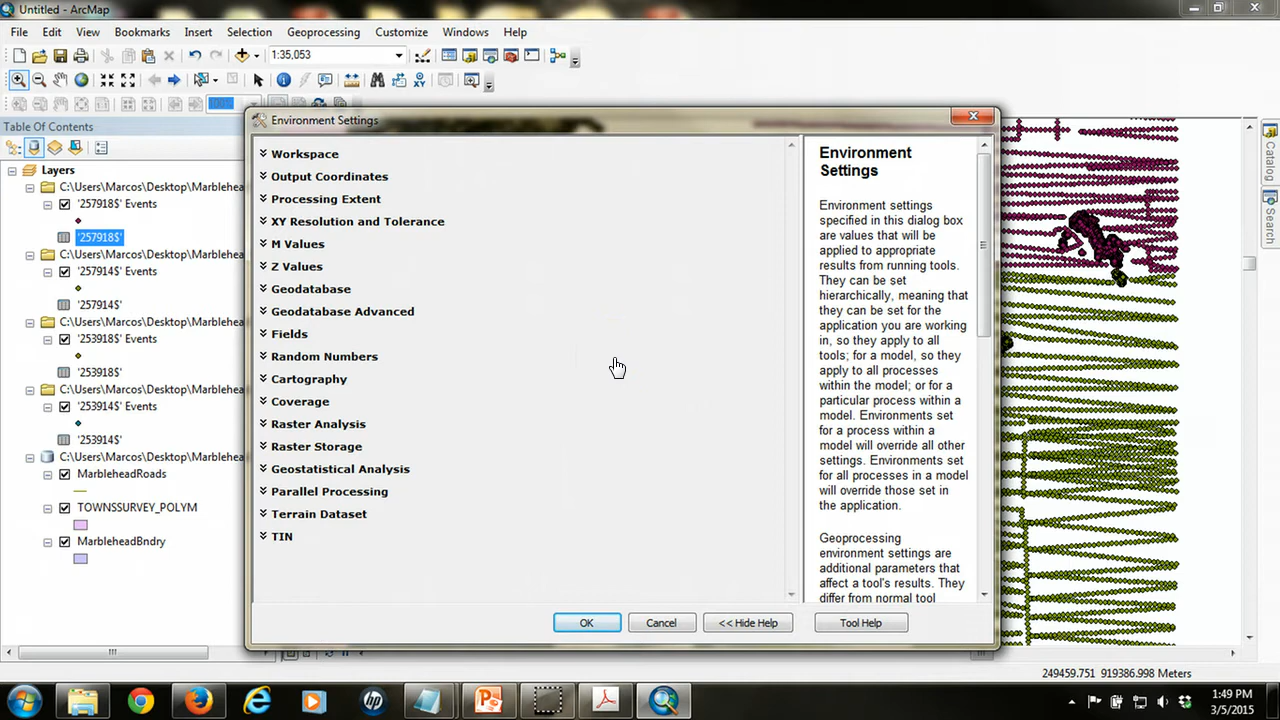 Untitled - ArcMap
File Edit View Bookmarks Insert Selection Geoprocessing Customize Windows Help
1:35,053
Table Of Contents
Layers
C:\Users\Marcos\Desktop\Marblehea
'257918$' Events
'257918$'
C:\Users\Marcos\Desktop\Marblehea
'257914$' Events
'257914$'
C:\Users\Marcos\Desktop\Marblehea
'253918$' Events
'253918$'
C:\Users\Marcos\Desktop\Marblehea
'253914$' Events
'253914$'
C:\Users\Marcos\Desktop\Marblehea
MarbleheadRoads
TOWNSSURVEY_POLYM
MarbleheadBndry
Environment Settings
Workspace
Output Coordinates
Processing Extent
XY Resolution and Tolerance
M Values
Z Values
Geodatabase
Geodatabase Advanced
Fields
Random Numbers
Cartography
Coverage
Raster Analysis
Raster Storage
Geostatistical Analysis
Parallel Processing
Terrain Dataset
TIN
Environment
Settings
Environment settings
specified in this dialog
box
are values that will be
applied to appropriate
results from running tools.
They can be set
hierarchically, meaning that
they can be set for the
application you are working
in, so they apply to all
tools; for a model, so they
apply to all processes
within the model; or for a
particular process within a
model. Environments set
for a process within a
model will override all other
settings. Environments set
for all processes in a model
will override those set in
the application.
Geoprocessing
environment settings are
additional parameters that
affect a tool's results. They
differ from normal tool
OK Cancel << Hide Help Tool Help
Catalog
Search
249459.751 919386.998 Meters
1:49 PM
3/5/2015